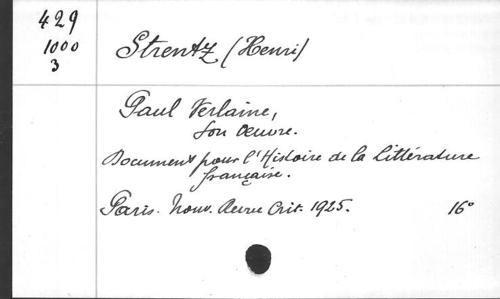 429
1000
3
Strentz (Henri)
Paul Verlaine,
son Oeuvre.
Document pour l'Histoire de la littérature
française.
Paris. Nouv. Revue Crit. 1925. 16°